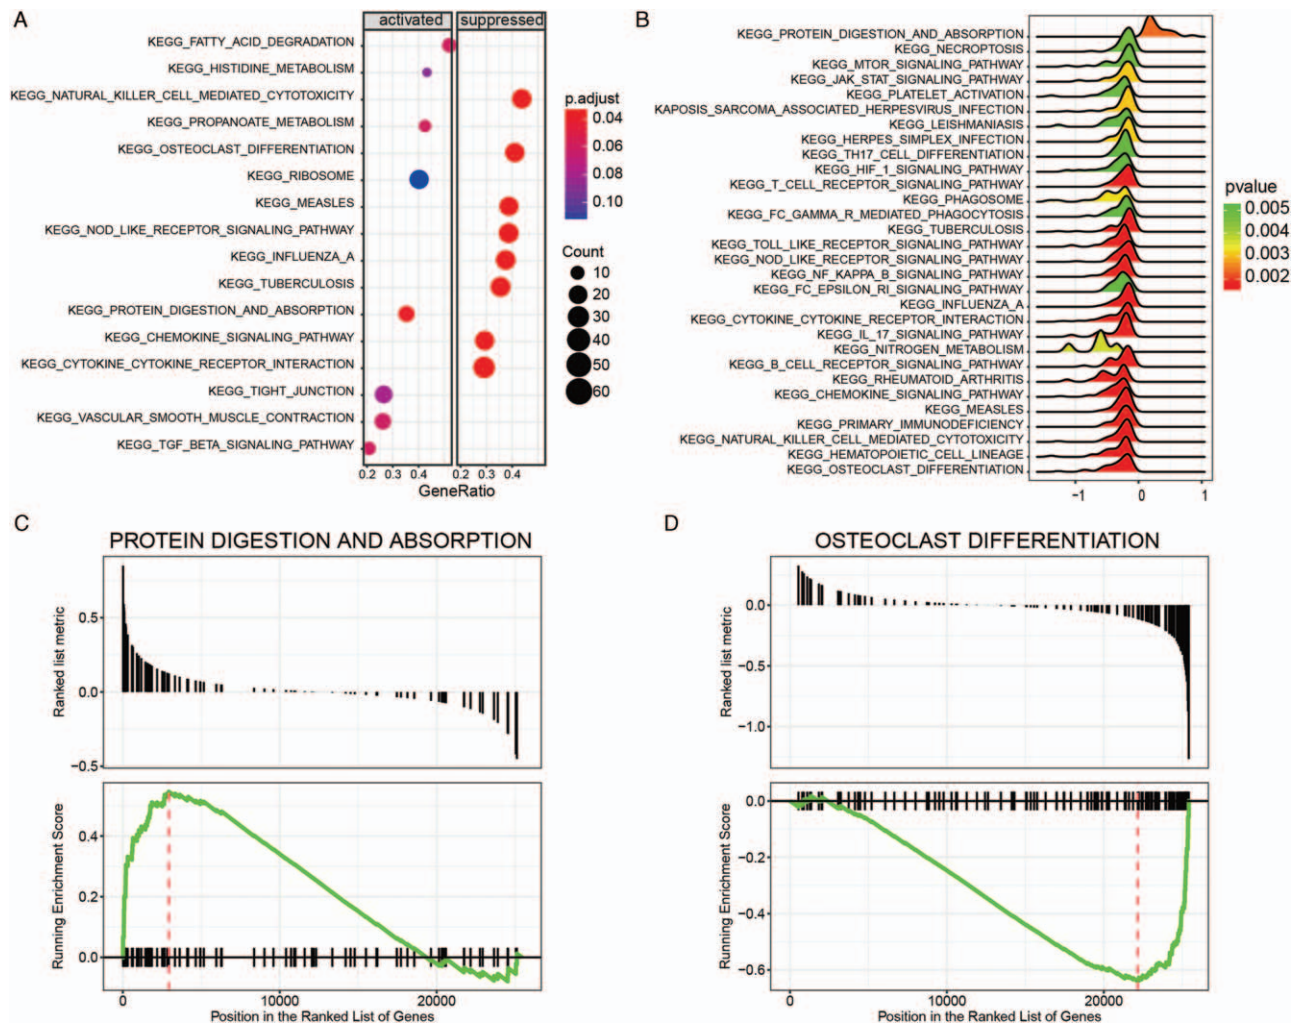 A
activated
suppressed
KEGG_FATTY_ACID_DEGRADATION
KEGG_HISTIDINE_METABOLISM
KEGG_NATURAL_KILLER_CELL_MEDIATED_CYTOTOXICITY
KEGG_PROPANOATE_METABOLISM
KEGG_OSTEOCLAST_DIFFERENTIATION
KEGG_RIBOSOME
KEGG_MEASLES
KEGG_NOD_LIKE_RECEPTOR_SIGNALING_PATHWAY
KEGG_INFLUENZA_A
KEGG_TUBERCULOSIS
KEGG_PROTEIN_DIGESTION_AND_ABSORPTION
KEGG_CHEMOKINE_SIGNALING_PATHWAY
KEGG_CYTOKINE_CYTOKINE_RECEPTOR_INTERACTION
KEGG_TIGHT_JUNCTION
KEGG_VASCULAR_SMOOTH_MUSCLE_CONTRACTION
KEGG_TGF_BETA_SIGNALING_PATHWAY
0.2 0.3 0.4 0.2 0.3 0.4
GeneRatio
p.adjust
0.04
0.06
0.08
0.10
Count
10
20
30
40
50
60
B
KEGG_PROTEIN_DIGESTION_AND_ABSORPTION
KEGG_NECROPTOSIS
KEGG_MTOR_SIGNALING_PATHWAY
KEGG_JAK_STAT_SIGNALING_PATHWAY
KEGG_PLATELET_ACTIVATION
KAPOSIS_SARCOMA_ASSOCIATED_HERPESVIRUS_INFECTION
KEGG_LEISHMANIASIS
KEGG_HERPES_SIMPLEX_INFECTION
KEGG_TH17_CELL_DIFFERENTIATION
KEGG_HIF_1_SIGNALING_PATHWAY
KEGG_T_CELL_RECEPTOR_SIGNALING_PATHWAY
KEGG_PHAGOSOME
KEGG_FC_GAMMA_R_MEDIATED_PHAGOCYTOSIS
KEGG_TUBERCULOSIS
KEGG_TOLL_LIKE_RECEPTOR_SIGNALING_PATHWAY
KEGG_NOD_LIKE_RECEPTOR_SIGNALING_PATHWAY
KEGG_NF_KAPPA_B_SIGNALING_PATHWAY
KEGG_FC_EPSILON_RI_SIGNALING_PATHWAY
KEGG_INFLUENZA_A
KEGG_CYTOKINE_CYTOKINE_RECEPTOR_INTERACTION
KEGG_IL_17_SIGNALING_PATHWAY
KEGG_NITROGEN_METABOLISM
KEGG_B_CELL_RECEPTOR_SIGNALING_PATHWAY
KEGG_RHEUMATOID_ARTHRITIS
KEGG_CHEMOKINE_SIGNALING_PATHWAY
KEGG_MEASLES
KEGG_PRIMARY_IMMUNODEFICIENCY
KEGG_NATURAL_KILLER_CELL_MEDIATED_CYTOTOXICITY
KEGG_HEMATOPOIETIC_CELL_LINEAGE
KEGG_OSTEOCLAST_DIFFERENTIATION
−1 0 1
pvalue
0.005
0.004
0.003
0.002
C
PROTEIN DIGESTION AND ABSORPTION
Ranked list metric
0.5
0.0
−0.5
Running Enrichment Score
0.4
0.2
0.0
0 10000 20000
Position in the Ranked List of Genes
D
OSTEOCLAST DIFFERENTIATION
Ranked list metric
0.0
−0.5
−1.0
Running Enrichment Score
0.0
−0.2
−0.4
−0.6
0 10000 20000
Position in the Ranked List of Genes